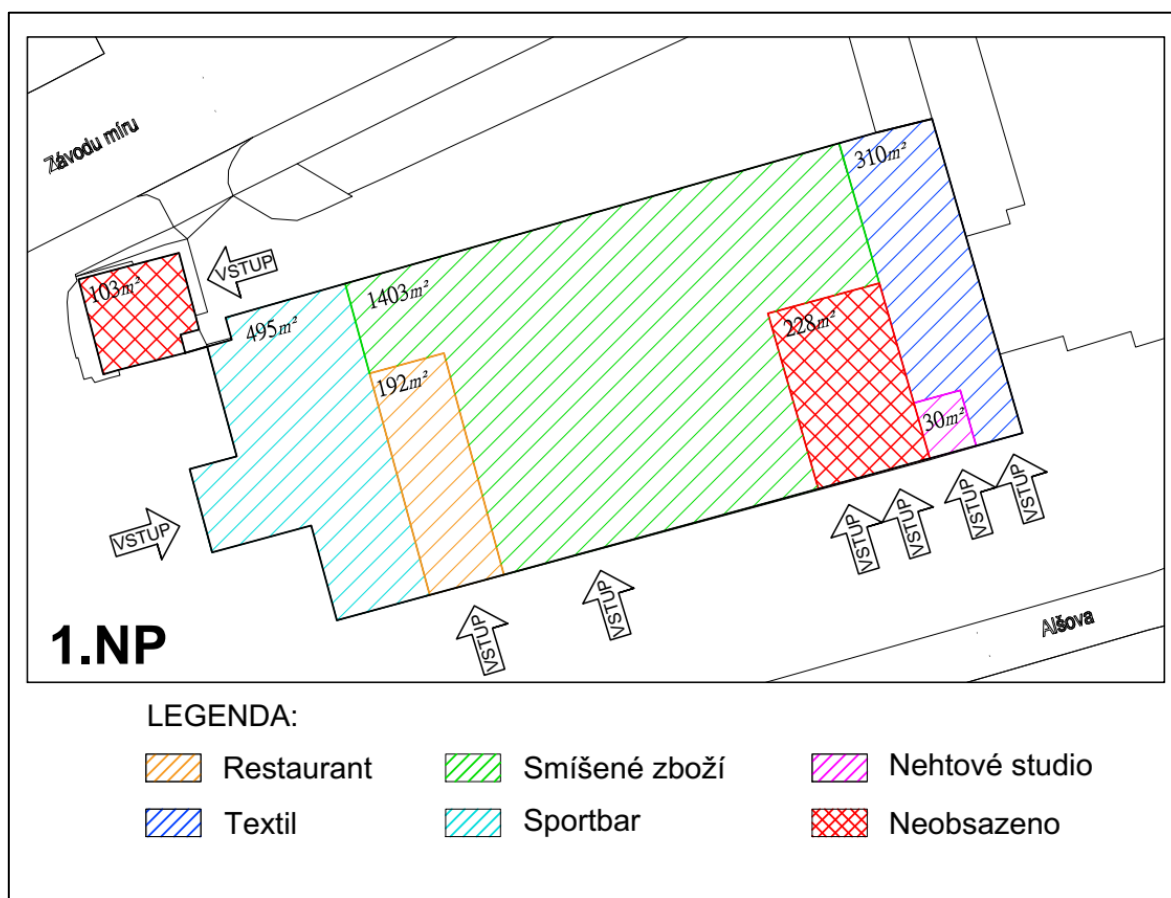 Závodu míru
310m²
103m²
VSTUP
1403m²
495m²
228m²
192m²
30m²
VSTUP
VSTUP
VSTUP
VSTUP
VSTUP
VSTUP
VSTUP
Alšova
1.NP
LEGENDA:
Restaurant
Smíšené zboží
Nehtové studio
Textil
Sportbar
Neobsazeno